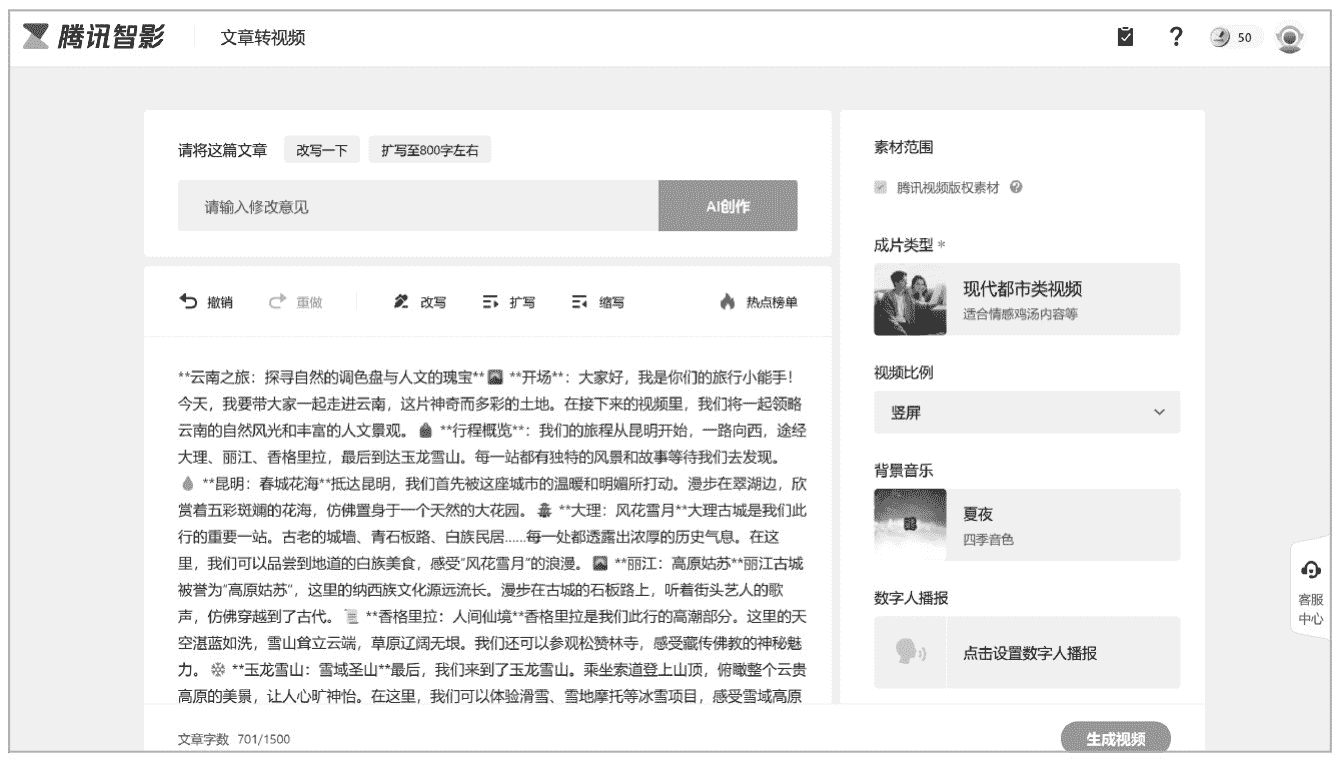 腾讯智影
文章转视频
50
请将这篇文章 改写一下 扩写至800字左右
请输入修改意见 AI创作
撤销 重做 改写 扩写 缩写 热点榜单
**云南之旅：探寻自然的调色盘与人文的瑰宝** **开场**：大家好，我是你们的旅行小能手！
今天，我要带大家一起走进云南，这片神奇而多彩的土地。在接下来的视频里，我们将一起领略
云南的自然风光和丰富的人文景观。 **行程概览**：我们的旅程从昆明开始，一路向西，途经
大理、丽江、香格里拉，最后到达玉龙雪山。每一站都有独特的风景和故事等待我们去发现。
**昆明：春城花海**抵达昆明，我们首先被这座城市的温暖和明媚所打动。漫步在翠湖边，欣
赏着五彩斑斓的花海，仿佛置身于一个天然的大花园。 **大理：风花雪月**大理古城是我们此
行的重要一站。古老的城墙、青石板路、白族民居……每一处都透露出浓厚的历史气息。在这
里，我们可以品尝到地道的白族美食，感受“风花雪月”的浪漫。 **丽江：高原姑苏**丽江古城
被誉为“高原姑苏”，这里的纳西族文化源远流长。漫步在古城的石板路上，听着街头艺人的歌
声，仿佛穿越到了古代。 **香格里拉：人间仙境**香格里拉是我们此行的高潮部分。这里的天
空湛蓝如洗，雪山耸立云端，草原辽阔无垠。我们还可以参观松赞林寺，感受藏传佛教的神秘魅
力。 **玉龙雪山：雪域圣山**最后，我们来到了玉龙雪山。乘坐索道登上山顶，俯瞰整个云贵
高原的美景，让人心旷神怡。在这里，我们可以体验滑雪、雪地摩托等冰雪项目，感受雪域高原
文章字数 701/1500
素材范围
腾讯视频版权素材
成片类型 *
现代都市类视频
适合情感鸡汤内容等
视频比例
竖屏
背景音乐
夏夜
四季音色
数字人播报
点击设置数字人播报
生成视频
客服
中心